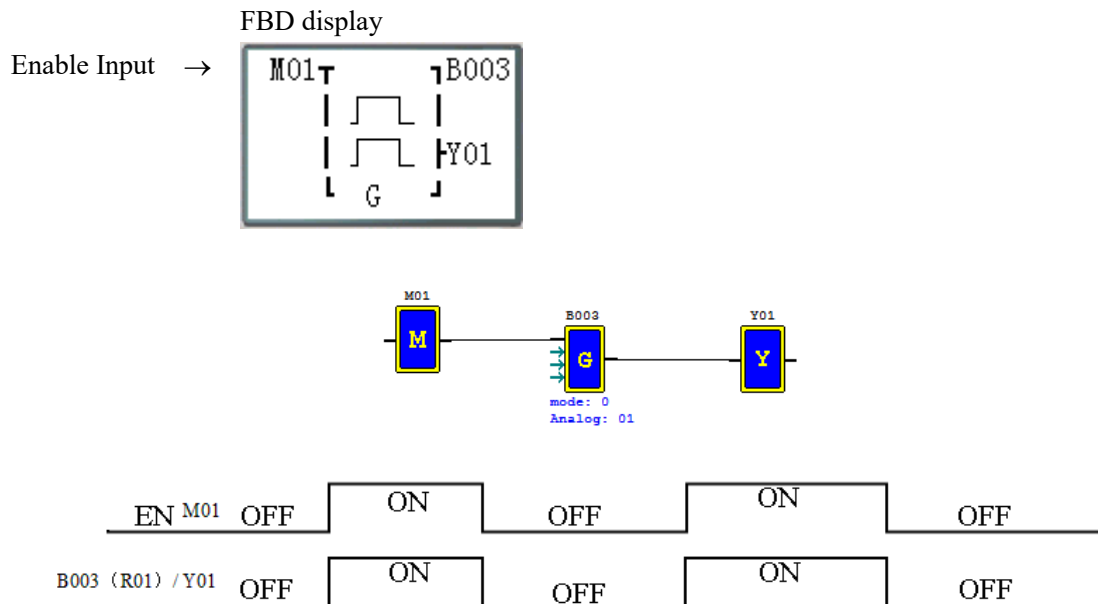 FBD display
Enable Input →
M01 B003
Y01
G
M01 B003 Y01
M G Y
mode: 0
Analog: 01
EN M01 OFF ON OFF ON OFF
B003 (R01) / Y01 OFF ON OFF ON OFF